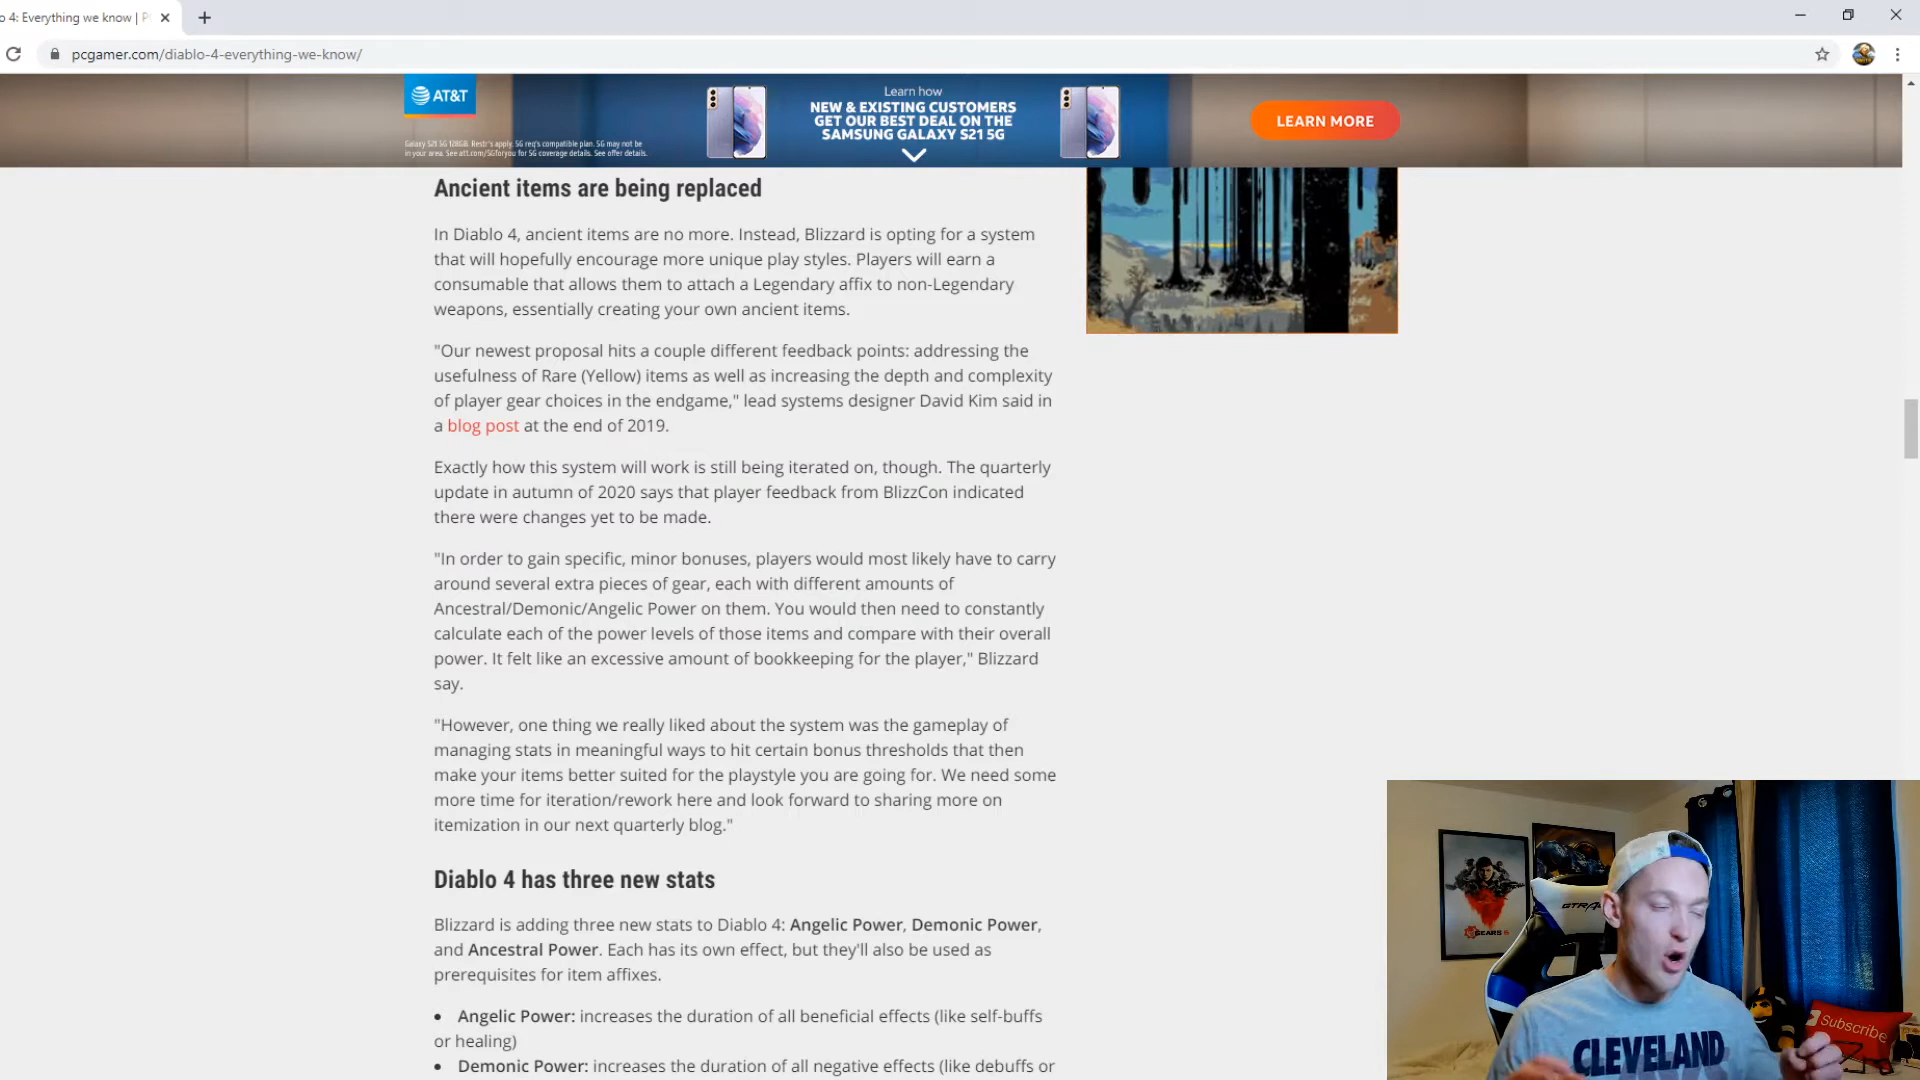 o 4: Everything we know | P
pcgamer.com/diablo-4-everything-we-know/
AT&T
Galaxy S21 5G 128GB. Restr's apply. 5G req's compatible plan. 5G may not be
in your area. See att.com/5Gforyou for 5G coverage details. See offer details.
Learn how
NEW & EXISTING CUSTOMERS
GET OUR BEST DEAL ON THE
SAMSUNG GALAXY S21 5G
LEARN MORE
Ancient items are being replaced
In Diablo 4, ancient items are no more. Instead, Blizzard is opting for a system
that will hopefully encourage more unique play styles. Players will earn a
consumable that allows them to attach a Legendary affix to non-Legendary
weapons, essentially creating your own ancient items.
"Our newest proposal hits a couple different feedback points: addressing the
usefulness of Rare (Yellow) items as well as increasing the depth and complexity
of player gear choices in the endgame," lead systems designer David Kim said in
a blog post at the end of 2019.
Exactly how this system will work is still being iterated on, though. The quarterly
update in autumn of 2020 says that player feedback from BlizzCon indicated
there were changes yet to be made.
"In order to gain specific, minor bonuses, players would most likely have to carry
around several extra pieces of gear, each with different amounts of
Ancestral/Demonic/Angelic Power on them. You would then need to constantly
calculate each of the power levels of those items and compare with their overall
power. It felt like an excessive amount of bookkeeping for the player," Blizzard
say.
"However, one thing we really liked about the system was the gameplay of
managing stats in meaningful ways to hit certain bonus thresholds that then
make your items better suited for the playstyle you are going for. We need some
more time for iteration/rework here and look forward to sharing more on
itemization in our next quarterly blog."
Diablo 4 has three new stats
Blizzard is adding three new stats to Diablo 4: Angelic Power, Demonic Power,
and Ancestral Power. Each has its own effect, but they'll also be used as
prerequisites for item affixes.
• Angelic Power: increases the duration of all beneficial effects (like self-buffs
or healing)
• Demonic Power: increases the duration of all negative effects (like debuffs or
GEARS 5
GTRA
Subscribe
CLEVELAND